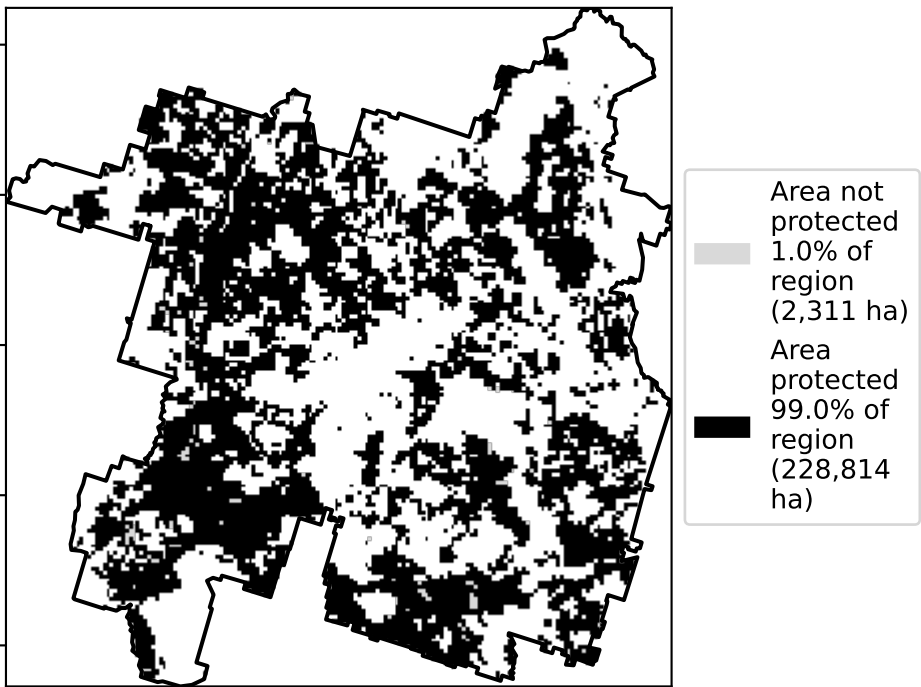 Area not
protected
1.0% of
region
(2,311 ha)
Area
protected
99.0% of
region
(228,814
ha)